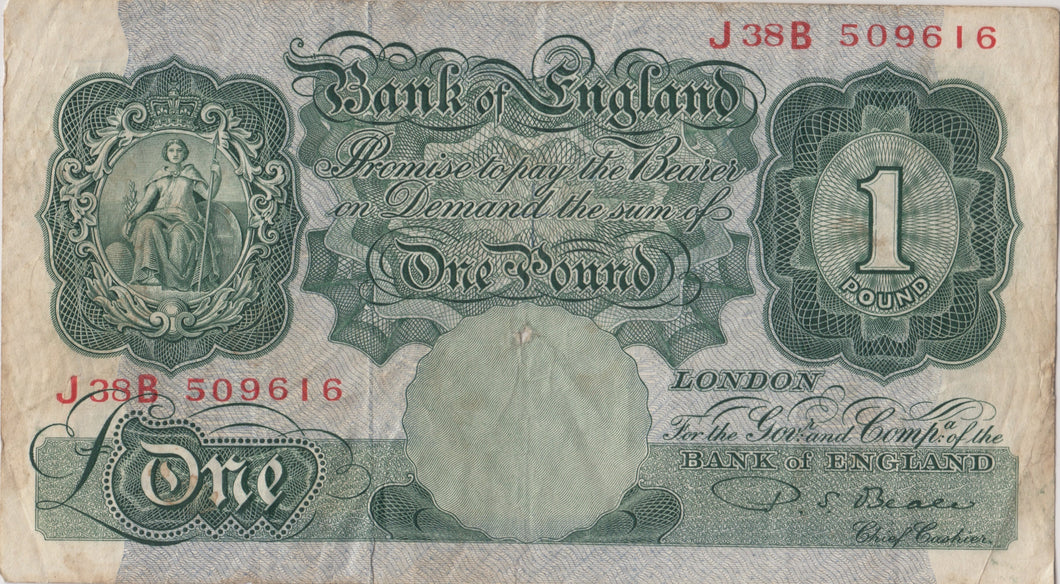 J38B 509616
Bank of England
Promise to pay the Bearer
on Demand the sum of
One Pound
1
POUND
J38B 509616
£One
LONDON
For the Govr. and Compa. of the
BANK of ENGLAND
P. S. Beale
Chief Cashier.